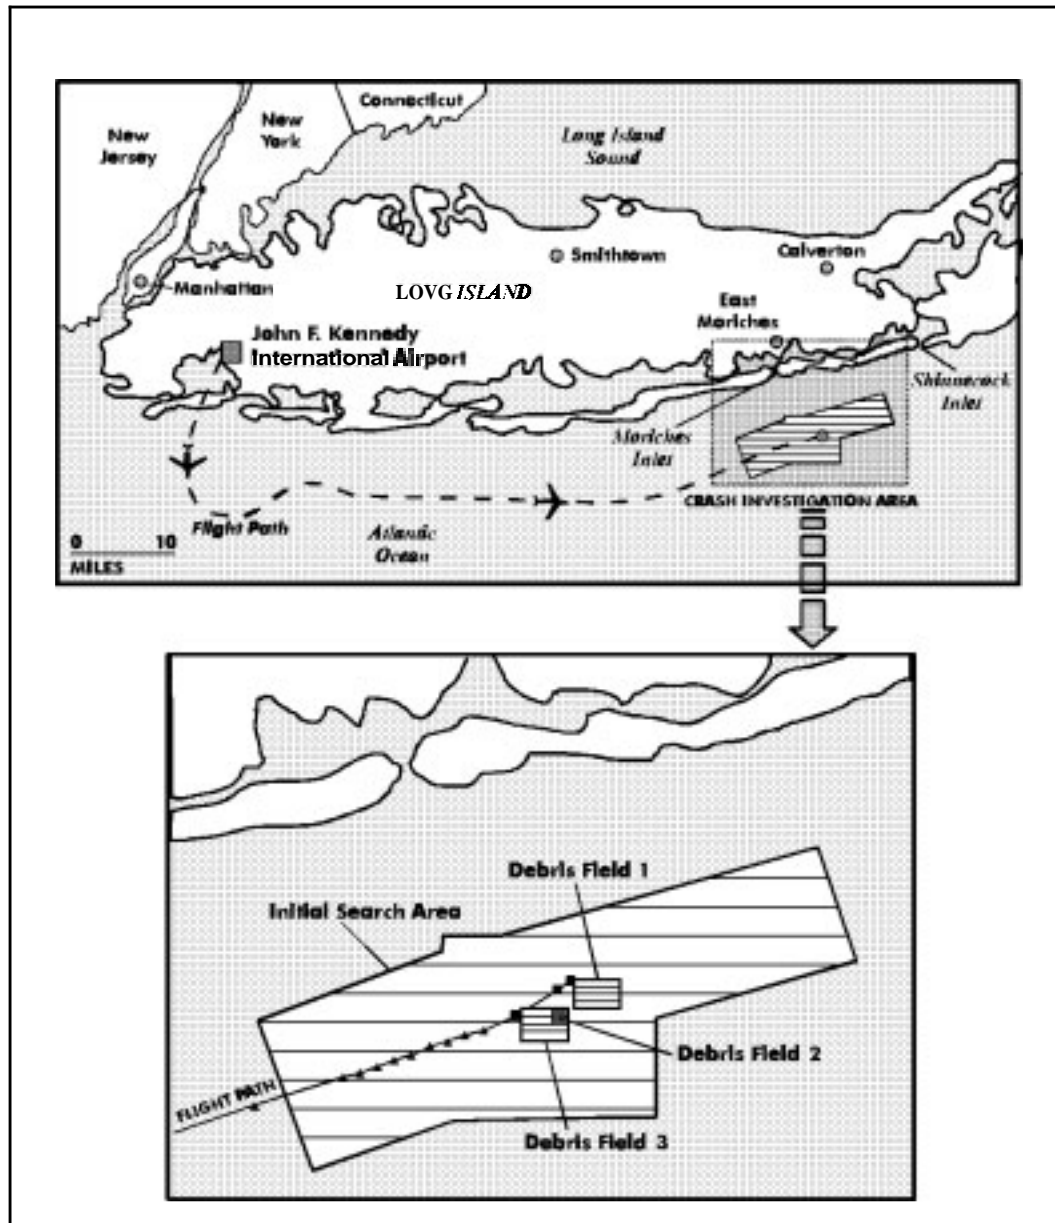 Connecticut
New
York
New
Jersey
Long Island
Sound
Smithtown
Calverton
Manhattan
LOVG ISLAND
East
Moriches
John F. Kennedy
International Airport
Shinnecock
Inlet
Moriches
Inlet
CRASH INVESTIGATION AREA
Flight Path
Atlantic
Ocean
0 10
MILES
Debris Field 1
Initial Search Area
Debris Field 2
FLIGHT PATH
Debris Field 3